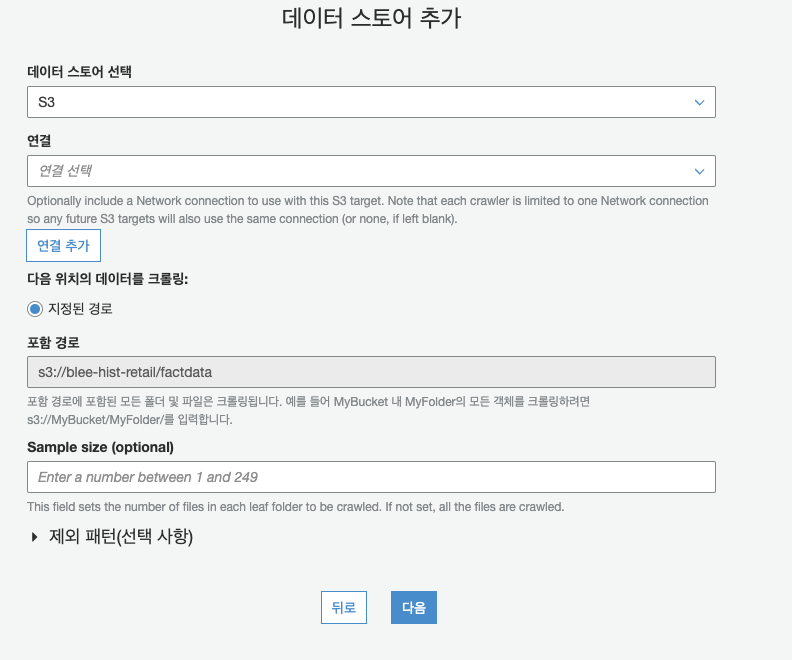 데이터 스토어 추가
데이터 스토어 선택
S3
연결
연결 선택
Optionally include a Network connection to use with this S3 target. Note that each crawler is limited to one Network connection
so any future S3 targets will also use the same connection (or none, if left blank).
연결 추가
다음 위치의 데이터를 크롤링:
지정된 경로
포함 경로
s3://blee-hist-retail/factdata
포함 경로에 포함된 모든 폴더 및 파일은 크롤링됩니다. 예를 들어 MyBucket 내 MyFolder의 모든 객체를 크롤링하려면
s3://MyBucket/MyFolder/를 입력합니다.
Sample size (optional)
Enter a number between 1 and 249
This field sets the number of files in each leaf folder to be crawled. If not set, all the files are crawled.
제외 패턴(선택 사항)
뒤로 다음